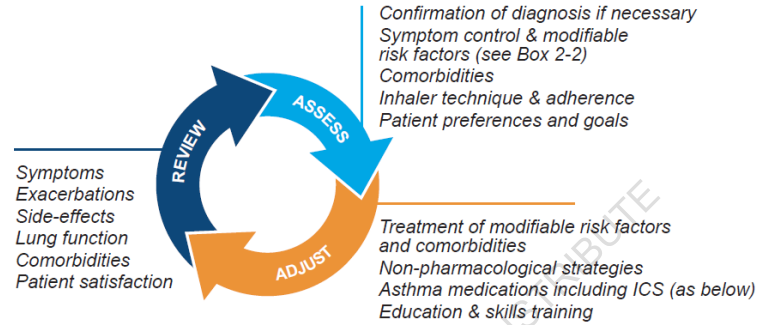 Confirmation of diagnosis if necessary
Symptom control & modifiable
risk factors (see Box 2-2)
Comorbidities
Inhaler technique & adherence
Patient preferences and goals
ASSESS
REVIEW
Symptoms
Exacerbations
Side-effects
Lung function
Comorbidities
Patient satisfaction
ADJUST
Treatment of modifiable risk factors
and comorbidities
Non-pharmacological strategies
Asthma medications including ICS (as below)
Education & skills training